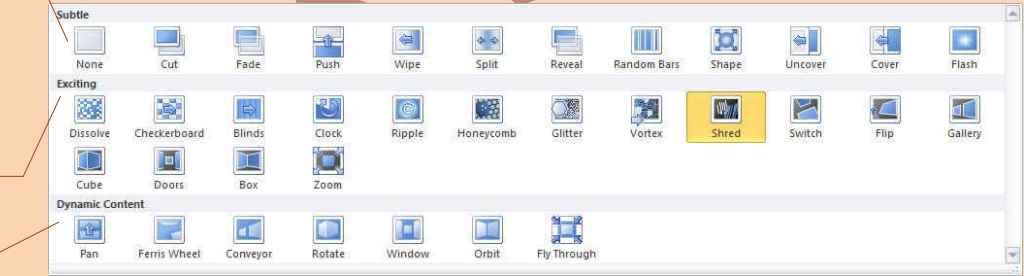 Subtle
None Cut Fade Push Wipe Split Reveal Random Bars Shape Uncover Cover Flash
Exciting
Dissolve Checkerboard Blinds Clock Ripple Honeycomb Glitter Vortex Shred Switch Flip Gallery
Cube Doors Box Zoom
Dynamic Content
Pan Ferris Wheel Conveyor Rotate Window Orbit Fly Through